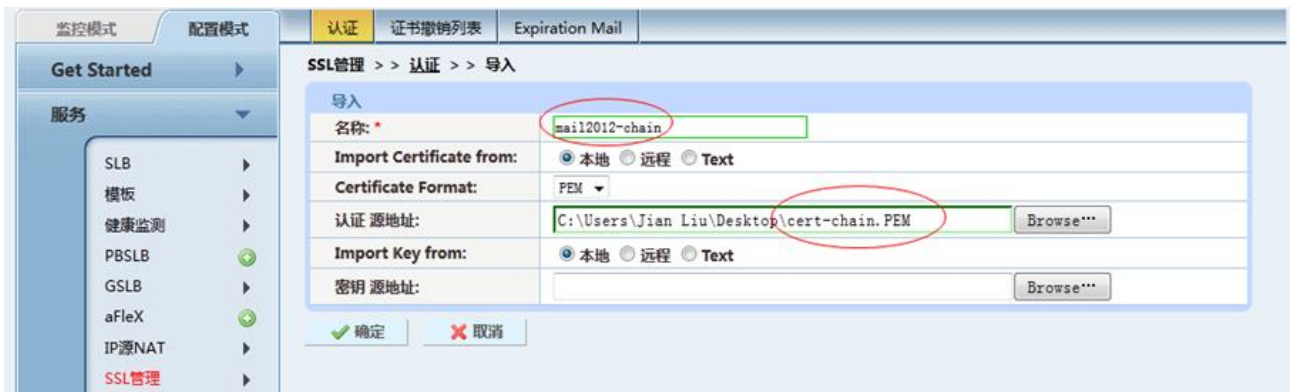 监控模式 配置模式 认证 证书撤销列表 Expiration Mail
Get Started
SSL管理 > > 认证 > > 导入
服务
导入
名称: * mail2012-chain
Import Certificate from: 本地 远程 Text
Certificate Format: PEM
认证 源地址: C:\Users\Jian Liu\Desktop\cert-chain.PEM Browse...
Import Key from: 本地 远程 Text
密钥 源地址: Browse...
确定 取消
SLB
模板
健康监测
PBSLB
GSLB
aFleX
IP源NAT
SSL管理